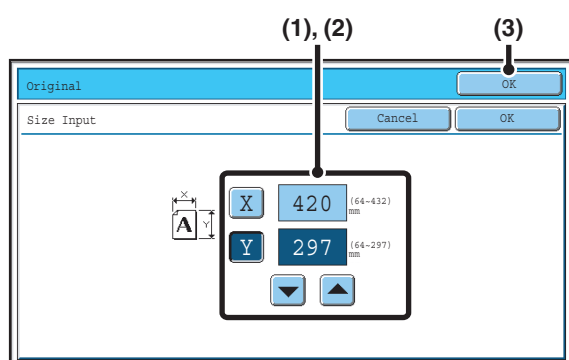 (1), (2) (3)
Original OK
Size Input Cancel OK
X
A Y
X 420 (64~432)
mm
Y 297 (64~297)
mm